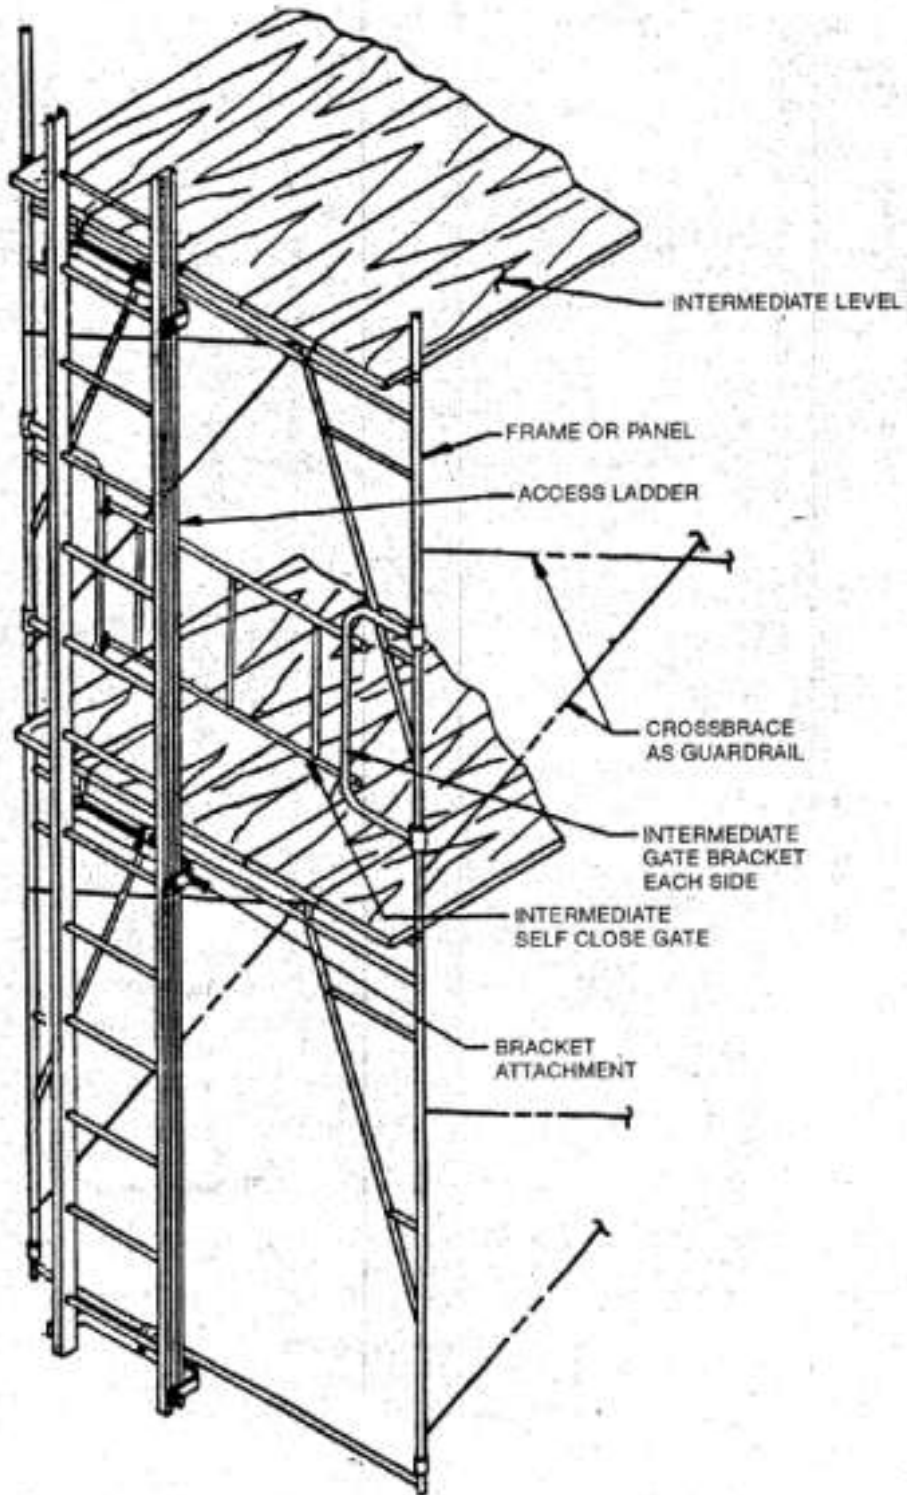 INTERMEDIATE LEVEL
FRAME OR PANEL
ACCESS LADDER
CROSSBRACE
AS GUARDRAIL
INTERMEDIATE
GATE BRACKET
EACH SIDE
INTERMEDIATE
SELF CLOSE GATE
BRACKET
ATTACHMENT